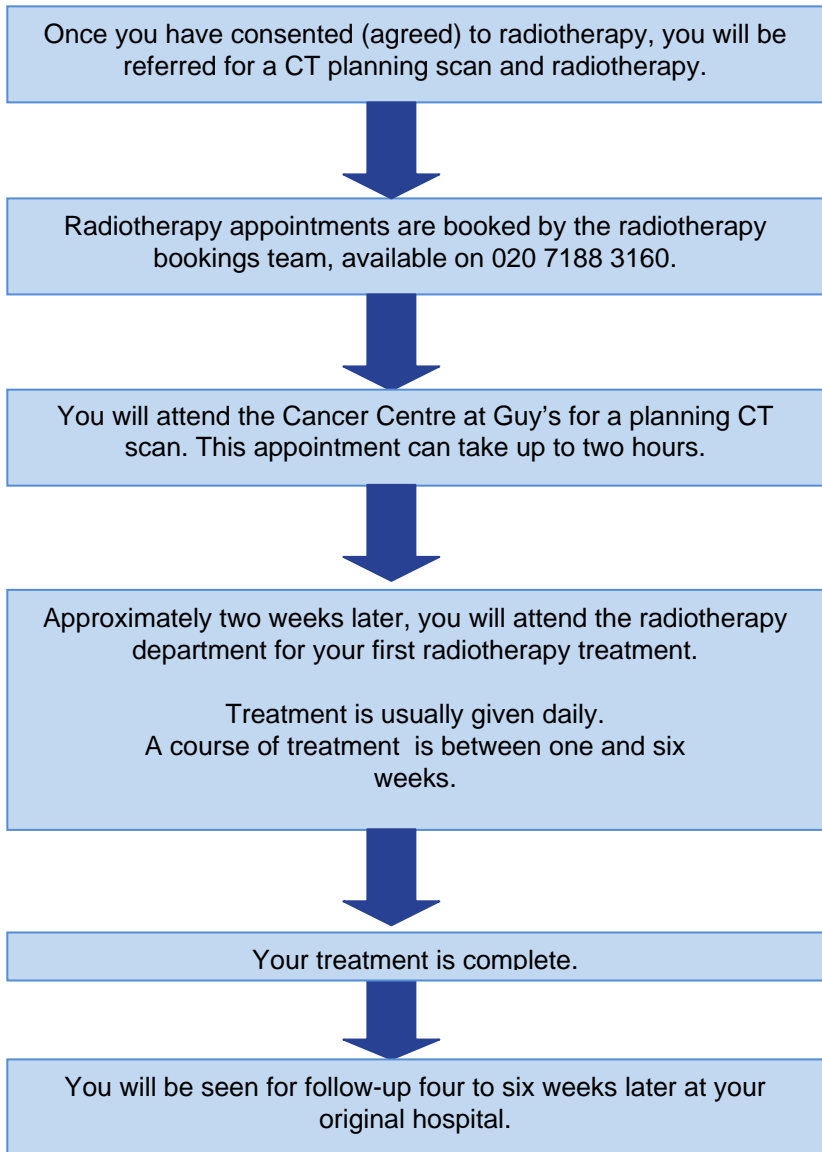 Once you have consented (agreed) to radiotherapy, you will be
referred for a CT planning scan and radiotherapy.
Radiotherapy appointments are booked by the radiotherapy
bookings team, available on 020 7188 3160.
You will attend the Cancer Centre at Guy’s for a planning CT
scan. This appointment can take up to two hours.
Approximately two weeks later, you will attend the radiotherapy
department for your first radiotherapy treatment.
Treatment is usually given daily.
A course of treatment is between one and six
weeks.
Your treatment is complete.
You will be seen for follow-up four to six weeks later at your
original hospital.